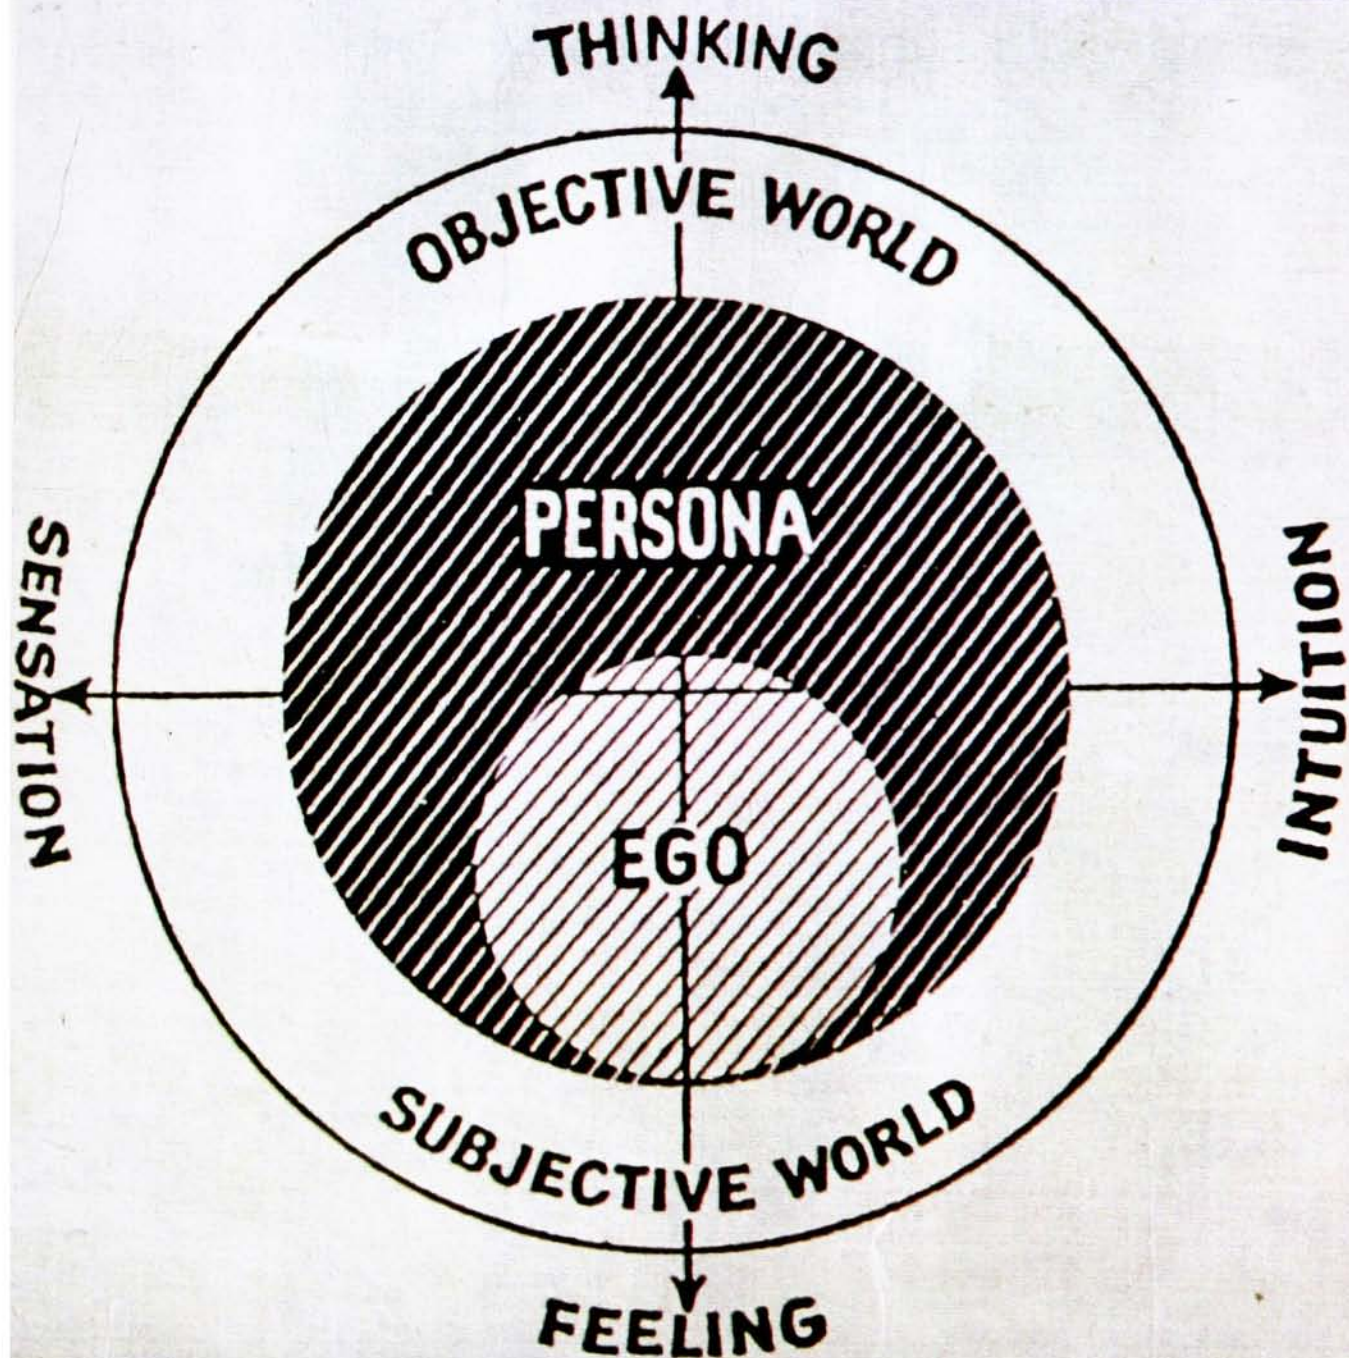 THINKING
OBJECTIVE WORLD
PERSONA
SENSATION
INTUITION
EGO
SUBJECTIVE WORLD
FEELING